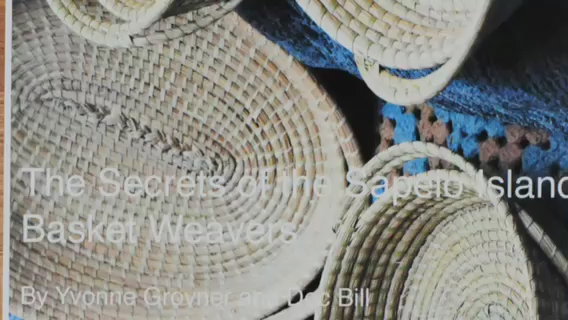 The Secrets of the Sapelo Island
Basket Weavers
By Yvonne Grovner and Doc Bill